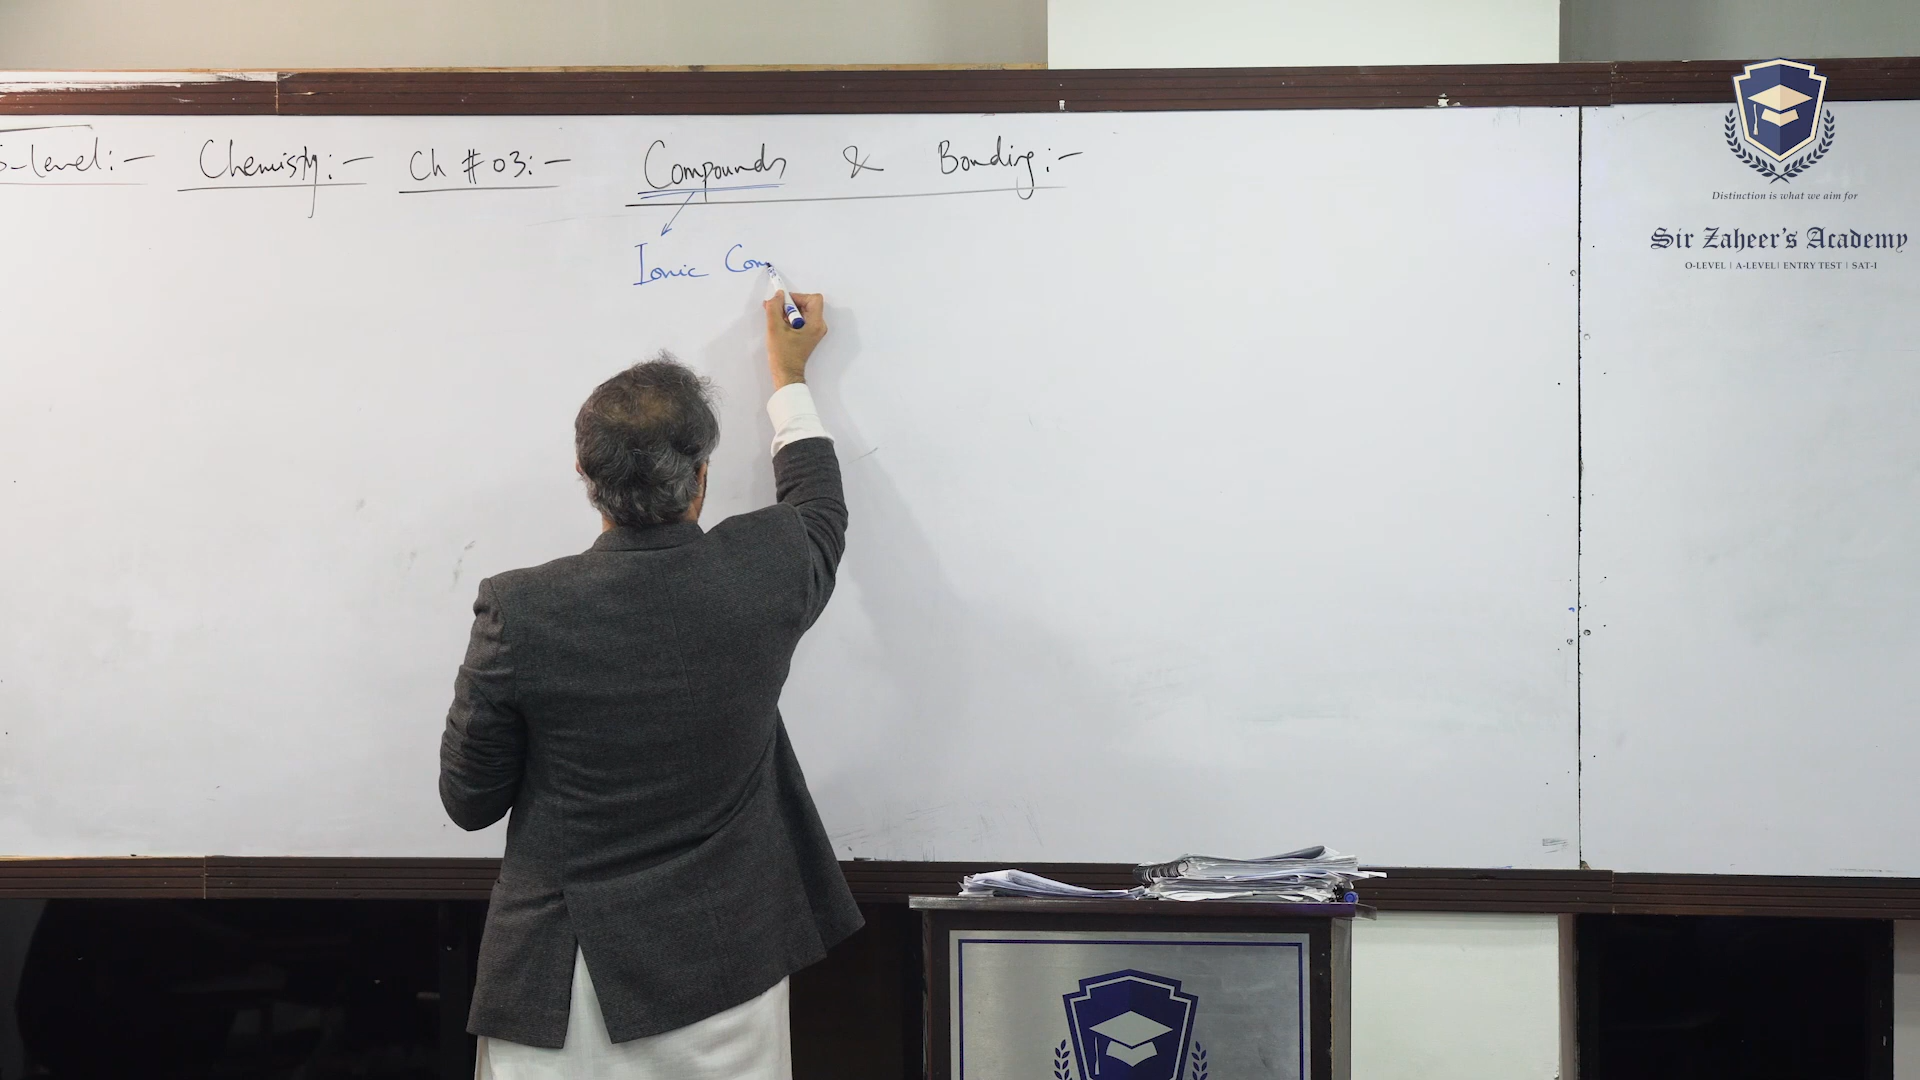 -level:- Chemisty:- Ch # 03:- Compounds & Bonding:-
Ionic Com
Distinction is what we aim for
Sir Zaheer's Academy
O-LEVEL | A-LEVEL | ENTRY TEST | SAT-I